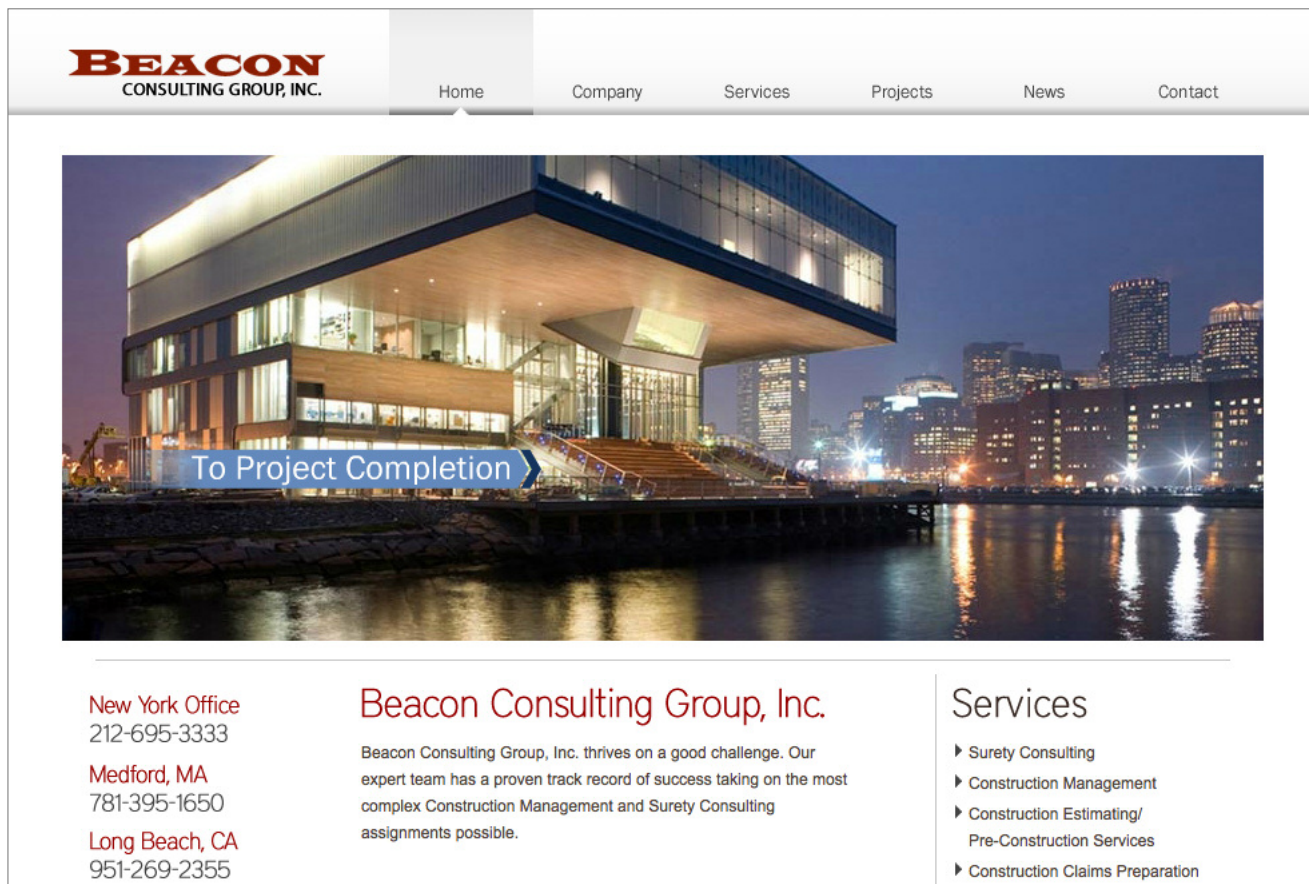 BEACON
CONSULTING GROUP, INC.
Home
Company
Services
Projects
News
Contact
To Project Completion
New York Office
212-695-3333
Medford, MA
781-395-1650
Long Beach, CA
951-269-2355
Beacon Consulting Group, Inc.
Beacon Consulting Group, Inc. thrives on a good challenge. Our
expert team has a proven track record of success taking on the most
complex Construction Management and Surety Consulting
assignments possible.
Services
Surety Consulting
Construction Management
Construction Estimating/
Pre-Construction Services
Construction Claims Preparation